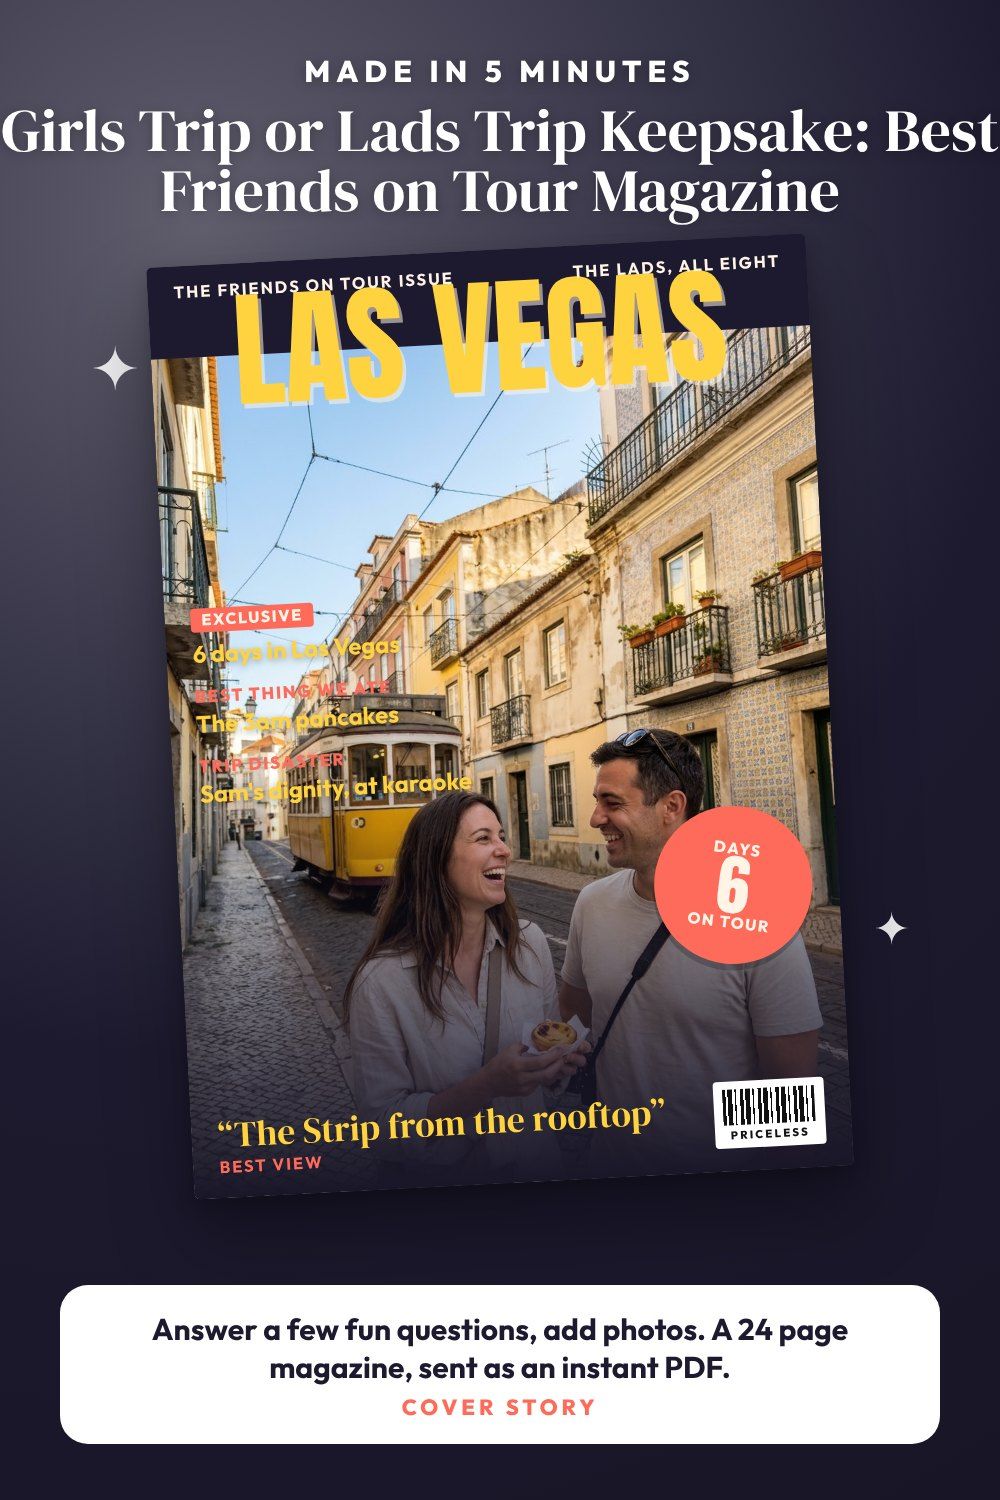 MADE IN 5 MINUTES
Girls Trip or Lads Trip Keepsake: Best
Friends on Tour Magazine
THE FRIENDS ON TOUR ISSUE
THE LADS, ALL EIGHT
LAS VEGAS
EXCLUSIVE
6 days in Las Vegas
BEST THING WE ATE
The 3am pancakes
TRIP DISASTER
Sam's dignity, at karaoke
DAYS
6
ON TOUR
“The Strip from the rooftop”
BEST VIEW
PRICELESS
Answer a few fun questions, add photos. A 24 page
magazine, sent as an instant PDF.
COVER STORY